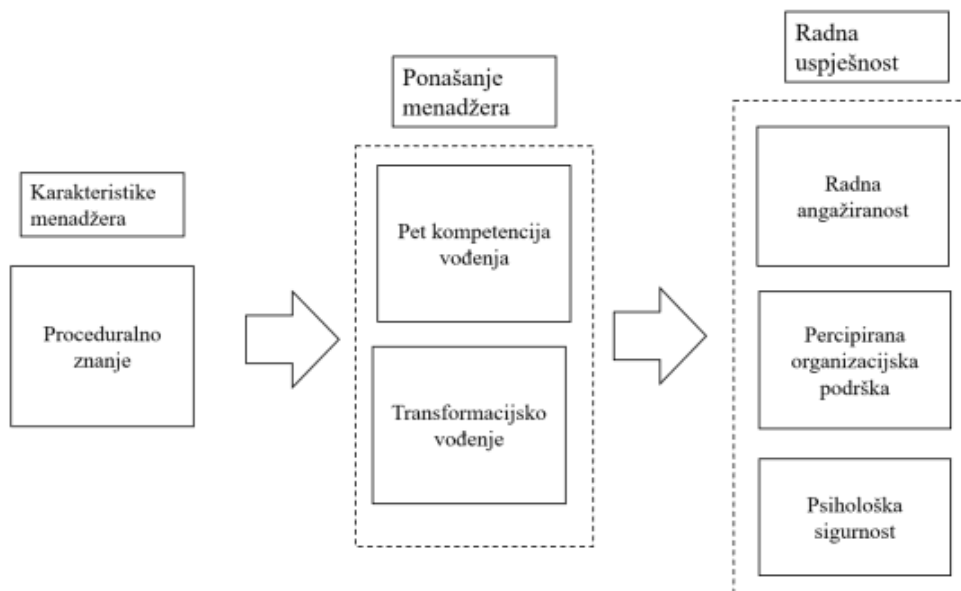 Karakteristike
menadžera
Proceduralno
znanje
Ponašanje
menadžera
Pet kompetencija
vođenja
Transformacijsko
vođenje
Radna
uspješnost
Radna
angažiranost
Percipirana
organizacijska
podrška
Psihološka
sigurnost